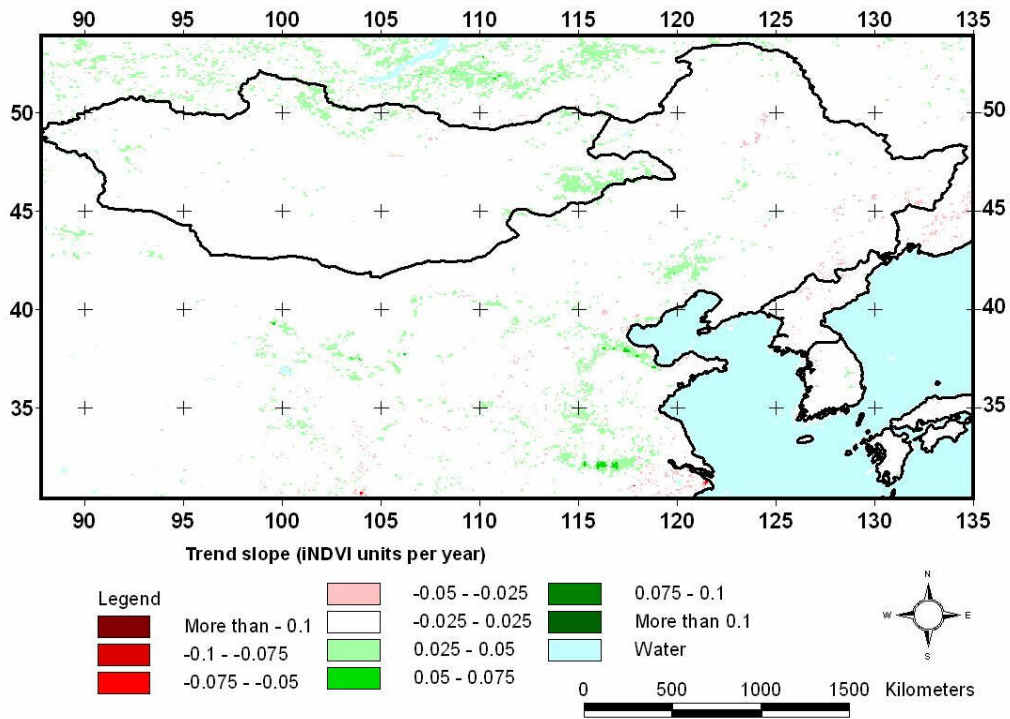 90 95 100 105 110 115 120 125 130 135
50 50
45 45
40 40
35 35
90 95 100 105 110 115 120 125 130 135
Trend slope (iNDVI units per year)
Legend
More than - 0.1
-0.1 - -0.075
-0.075 - -0.05
-0.05 - -0.025
-0.025 - 0.025
0.025 - 0.05
0.05 - 0.075
0.075 - 0.1
More than 0.1
Water
N
W E
S
0 500 1000 1500 Kilometers